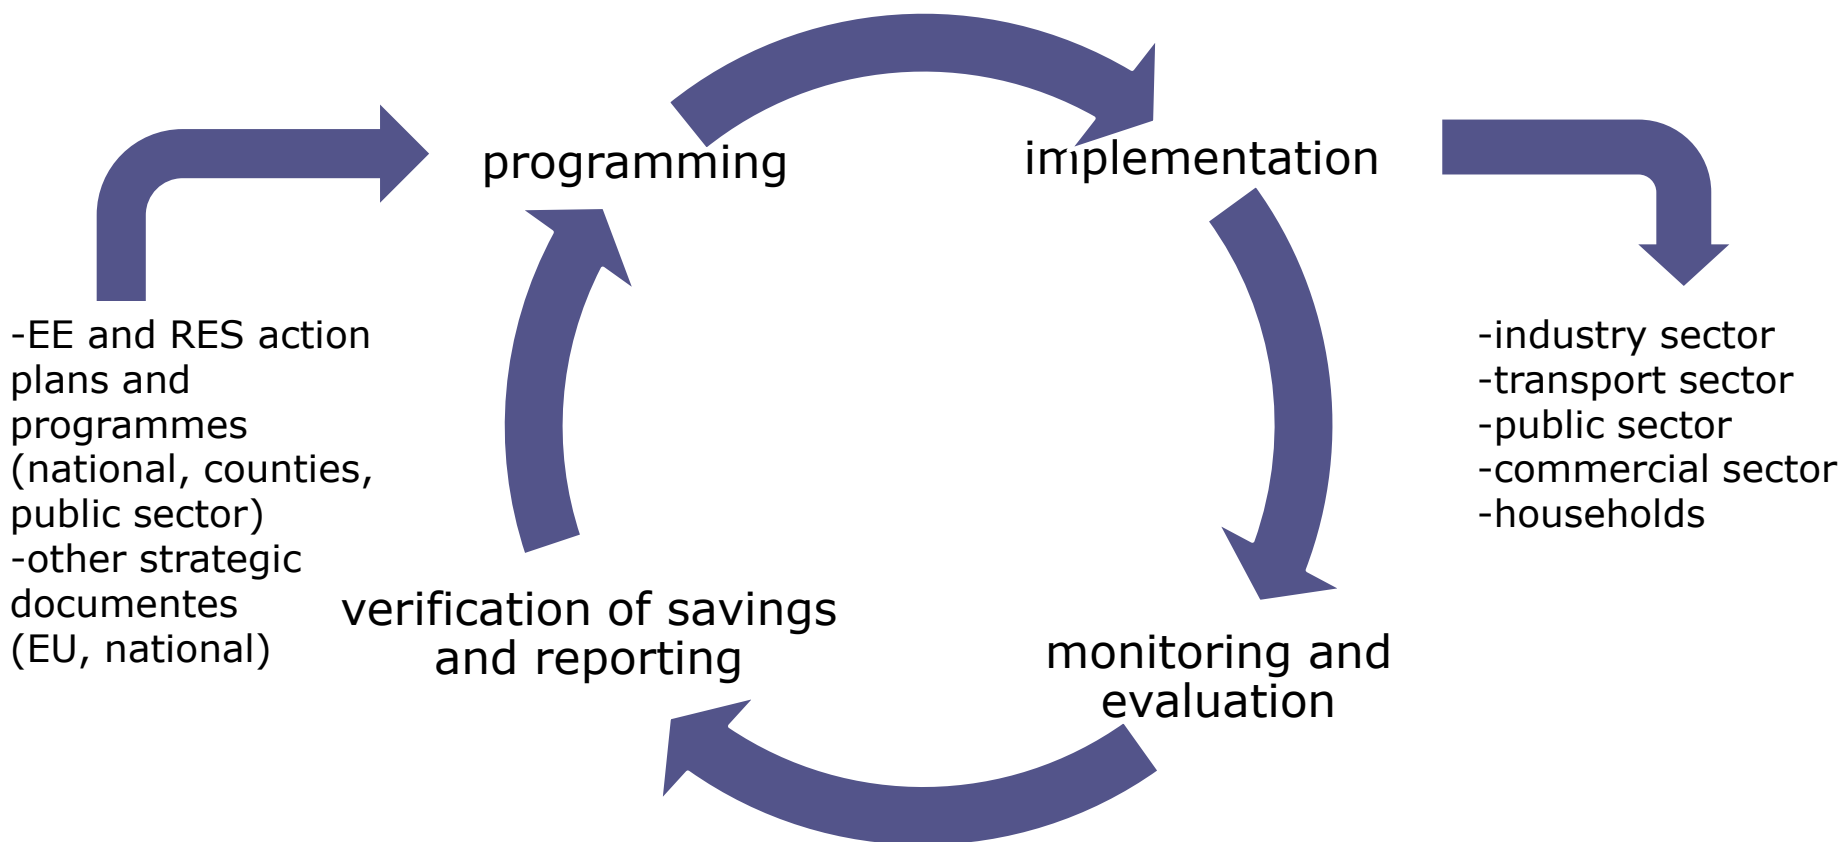 programming
implementation
-EE and RES action
plans and
programmes
(national, counties,
public sector)
-other strategic
documentes
(EU, national)
-industry sector
-transport sector
-public sector
-commercial sector
-households
verification of savings
and reporting
monitoring and
evaluation